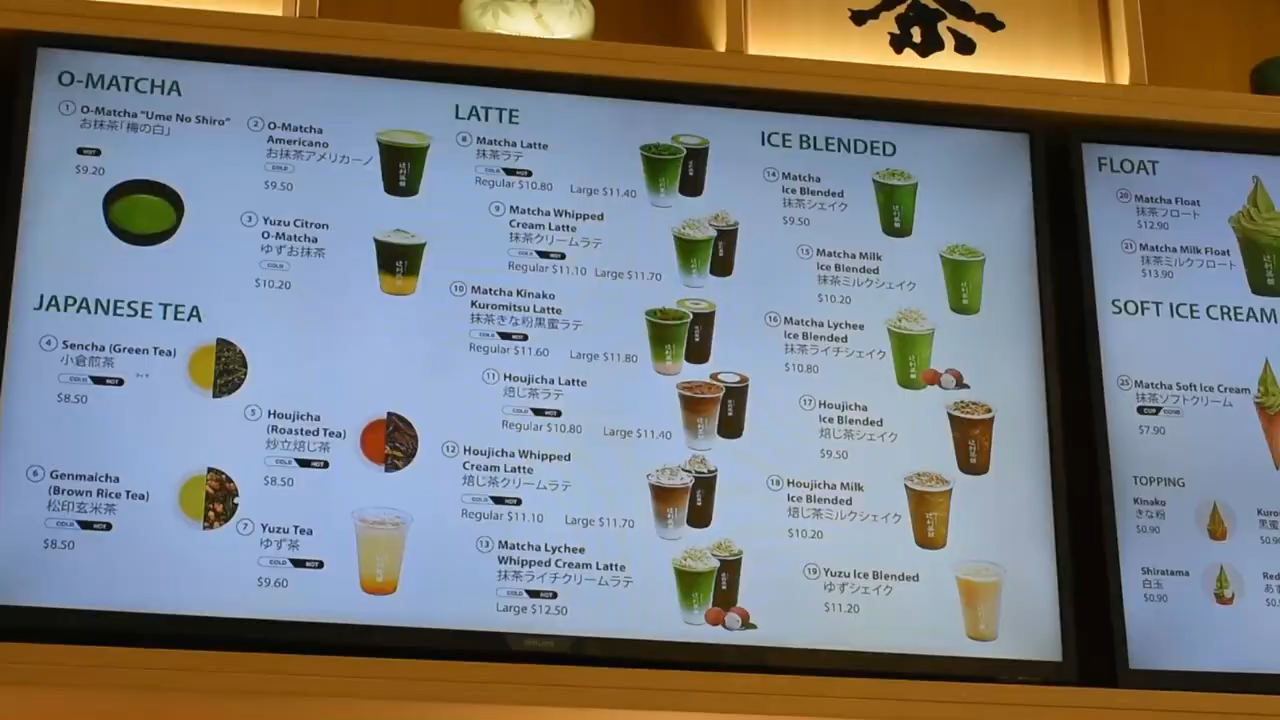 茶
O-MATCHA
① O-Matcha "Ume No Shiro"
お抹茶「梅の白」
HOT
$9.20
② O-Matcha
Americano
お抹茶アメリカーノ
COLD
$9.50
③ Yuzu Citron
O-Matcha
ゆずお抹茶
COLD
$10.20
JAPANESE TEA
④ Sencha (Green Tea)
小倉煎茶
COLD HOT
$8.50
⑤ Houjicha
(Roasted Tea)
炒立焙じ茶
COLD HOT
$8.50
⑥ Genmaicha
(Brown Rice Tea)
松印玄米茶
COLD HOT
$8.50
⑦ Yuzu Tea
ゆず茶
COLD HOT
$9.60
LATTE
⑧ Matcha Latte
抹茶ラテ
COLD HOT
Regular $10.80 Large $11.40
⑨ Matcha Whipped
Cream Latte
抹茶クリームラテ
COLD HOT
Regular $11.10 Large $11.70
⑩ Matcha Kinako
Kuromitsu Latte
抹茶きな粉黒蜜ラテ
COLD HOT
Regular $11.60 Large $11.80
⑪ Houjicha Latte
焙じ茶ラテ
COLD HOT
Regular $10.80 Large $11.40
⑫ Houjicha Whipped
Cream Latte
焙じ茶クリームラテ
COLD HOT
Regular $11.10 Large $11.70
⑬ Matcha Lychee
Whipped Cream Latte
抹茶ライチクリームラテ
COLD HOT
Large $12.50
ICE BLENDED
⑭ Matcha
Ice Blended
抹茶シェイク
$9.50
⑮ Matcha Milk
Ice Blended
抹茶ミルクシェイク
$10.20
⑯ Matcha Lychee
Ice Blended
抹茶ライチシェイク
$10.80
⑰ Houjicha
Ice Blended
焙じ茶シェイク
$9.50
⑱ Houjicha Milk
Ice Blended
焙じ茶ミルクシェイク
$10.20
⑲ Yuzu Ice Blended
ゆずシェイク
$11.20
FLOAT
⑳ Matcha Float
抹茶フロート
$12.90
㉑ Matcha Milk Float
抹茶ミルクフロート
$13.90
SOFT ICE CREAM
㉕ Matcha Soft Ice Cream
抹茶ソフトクリーム
CUP CONE
$7.90
TOPPING
Kinako
きな粉
$0.90
Kuro
黒蜜
$0.9
Shiratama
白玉
$0.90
Red
あず
$0.